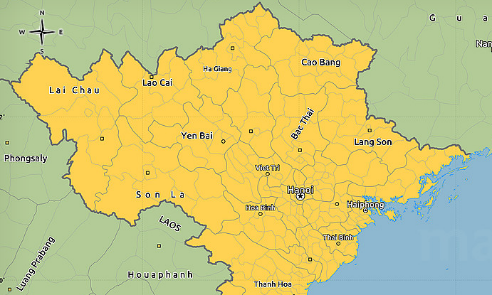 N
W E
S
G u a
Nan
Ha Giang
Cao Bang
Lao Cai
Lai Chau
Bac Thai
Yen Bai
Lang Son
Phongsaly
Viet Tri
Son La
Hanoi
Hoa Binh
Haiphong
LAOS
Thai Binh
Luang Prabang
Houaphanh
Thanh Hoa